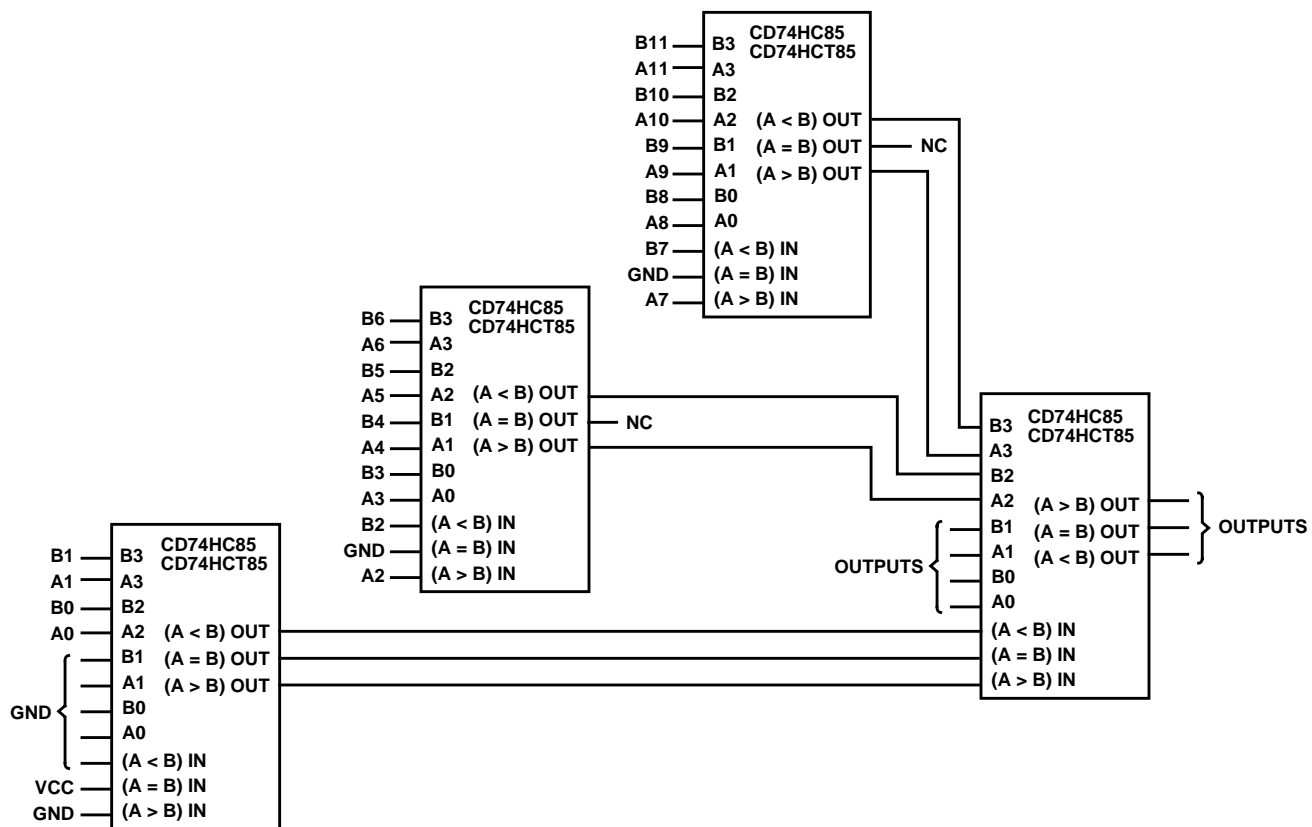 B11 B3 CD74HC85
CD74HCT85
A11 A3
B10 B2
A10 A2 (A < B) OUT
B9 B1 (A = B) OUT NC
A9 A1 (A > B) OUT
B8 B0
A8 A0
B7 (A < B) IN
GND (A = B) IN
A7 (A > B) IN
B6 B3 CD74HC85
CD74HCT85
A6 A3
B5 B2
A5 A2 (A < B) OUT
B4 B1 (A = B) OUT NC
A4 A1 (A > B) OUT
B3 B0
A3 A0
B2 (A < B) IN
GND (A = B) IN
A2 (A > B) IN
B1 B3 CD74HC85
CD74HCT85
A1 A3
B0 B2
A0 A2 (A < B) OUT
B1 (A = B) OUT
A1 (A > B) OUT
GND B0
A0
(A < B) IN
VCC (A = B) IN
GND (A > B) IN
B3 CD74HC85
CD74HCT85
A3
B2
A2 (A > B) OUT
B1 (A = B) OUT OUTPUTS
A1 (A < B) OUT
OUTPUTS B0
A0
(A < B) IN
(A = B) IN
(A > B) IN